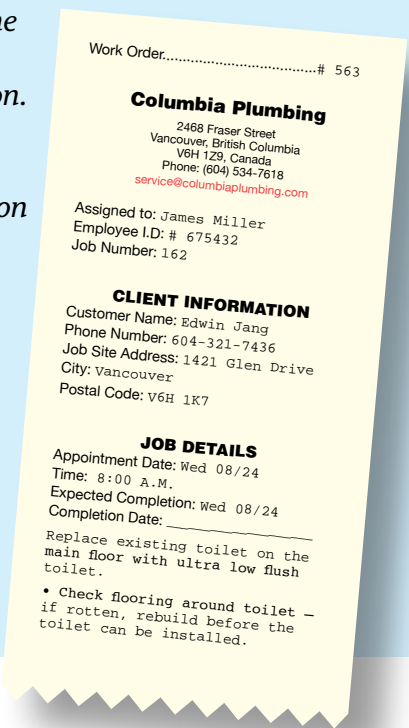 ne
on.
on
Work Order.......................................# 563
Columbia Plumbing
2468 Fraser Street
Vancouver, British Columbia
V6H 1Z9, Canada
Phone: (604) 534-7618
service@columbiaplumbing.com
Assigned to: James Miller
Employee I.D: # 675432
Job Number: 162
CLIENT INFORMATION
Customer Name: Edwin Jang
Phone Number: 604-321-7436
Job Site Address: 1421 Glen Drive
City: Vancouver
Postal Code: V6H 1K7
JOB DETAILS
Appointment Date: Wed 08/24
Time: 8:00 A.M.
Expected Completion: Wed 08/24
Completion Date: __________________
Replace existing toilet on the
main floor with ultra low flush
toilet.
• Check flooring around toilet —
if rotten, rebuild before the
toilet can be installed.